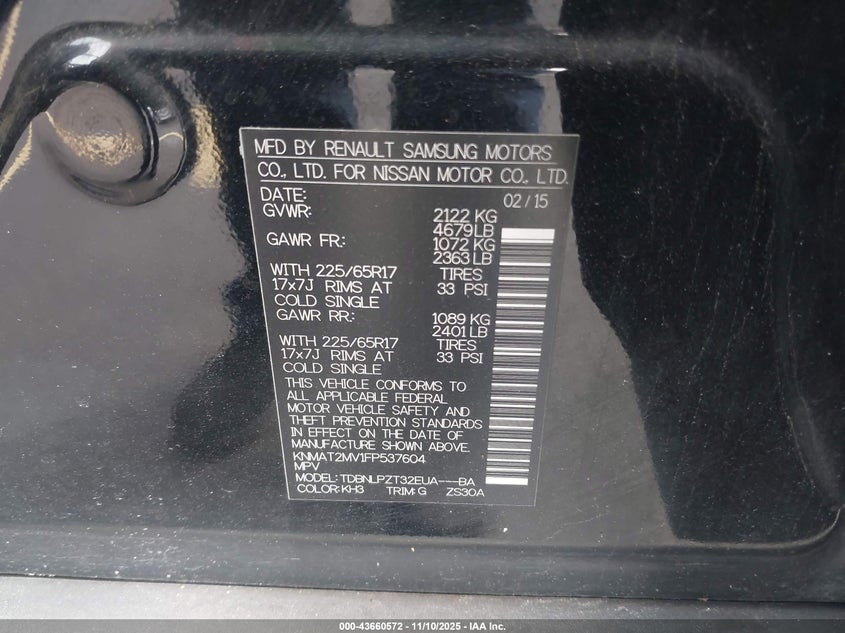 MFD BY RENAULT SAMSUNG MOTORS
CO., LTD. FOR NISSAN MOTOR CO., LTD.
DATE: 02/15
GVWR: 2122 KG
4679 LB
GAWR FR.: 1072 KG
2363 LB
WITH 225/65R17 TIRES
17x7J RIMS AT 33 PSI
COLD SINGLE
GAWR RR.: 1089 KG
2401 LB
WITH 225/65R17 TIRES
17x7J RIMS AT 33 PSI
COLD SINGLE
THIS VEHICLE CONFORMS TO
ALL APPLICABLE FEDERAL
MOTOR VEHICLE SAFETY AND
THEFT PREVENTION STANDARDS
IN EFFECT ON THE DATE OF
MANUFACTURE SHOWN ABOVE.
KNMAT2MV1FP537604
MPV
MODEL: TDBNLPZT32EUA---BA
COLOR: KH3 TRIM: G ZS30A
000-43660572 - 11/10/2025 - IAA Inc.